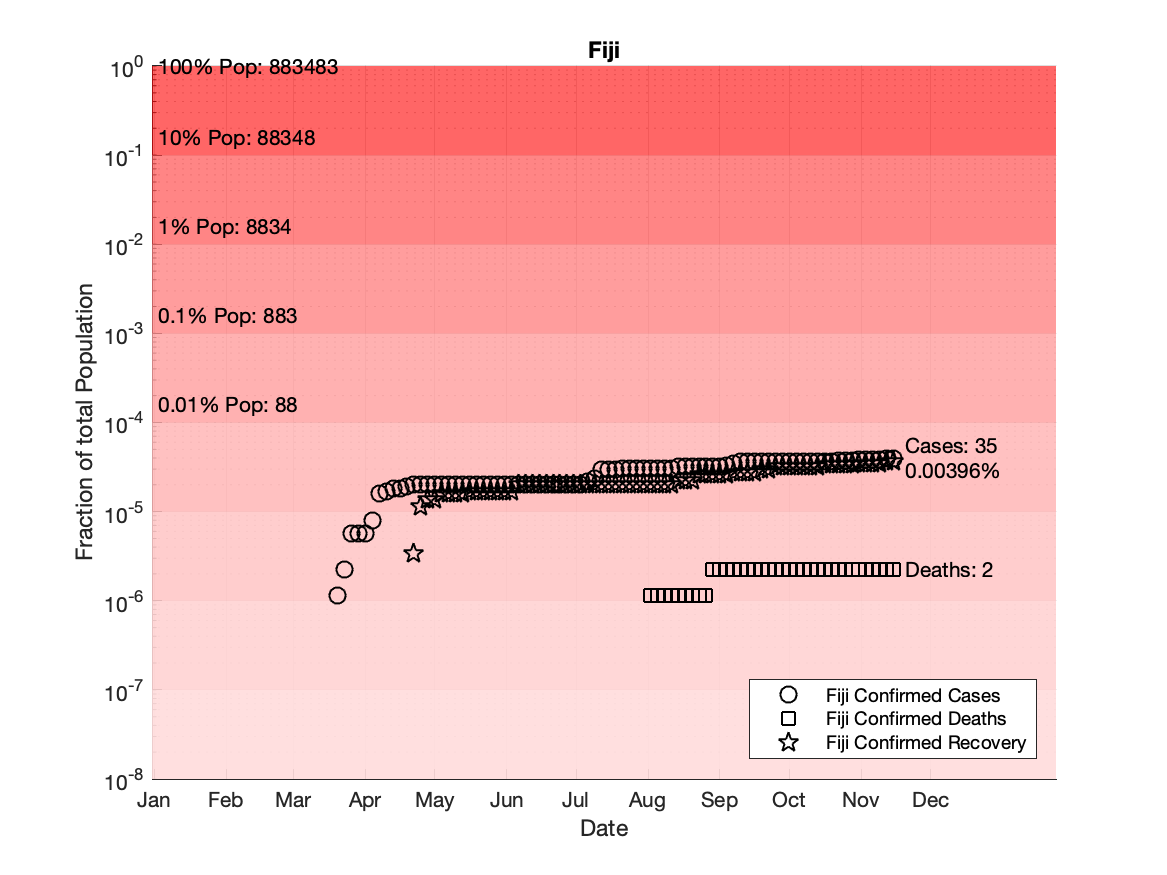 Fiji
10^0
100% Pop: 883483
10% Pop: 88348
10^-1
1% Pop: 8834
10^-2
0.1% Pop: 883
10^-3
0.01% Pop: 88
10^-4
Cases: 35
0.00396%
10^-5
Deaths: 2
10^-6
10^-7
10^-8
Fraction of total Population
Fiji Confirmed Cases
Fiji Confirmed Deaths
Fiji Confirmed Recovery
Jan Feb Mar Apr May Jun Jul Aug Sep Oct Nov Dec
Date